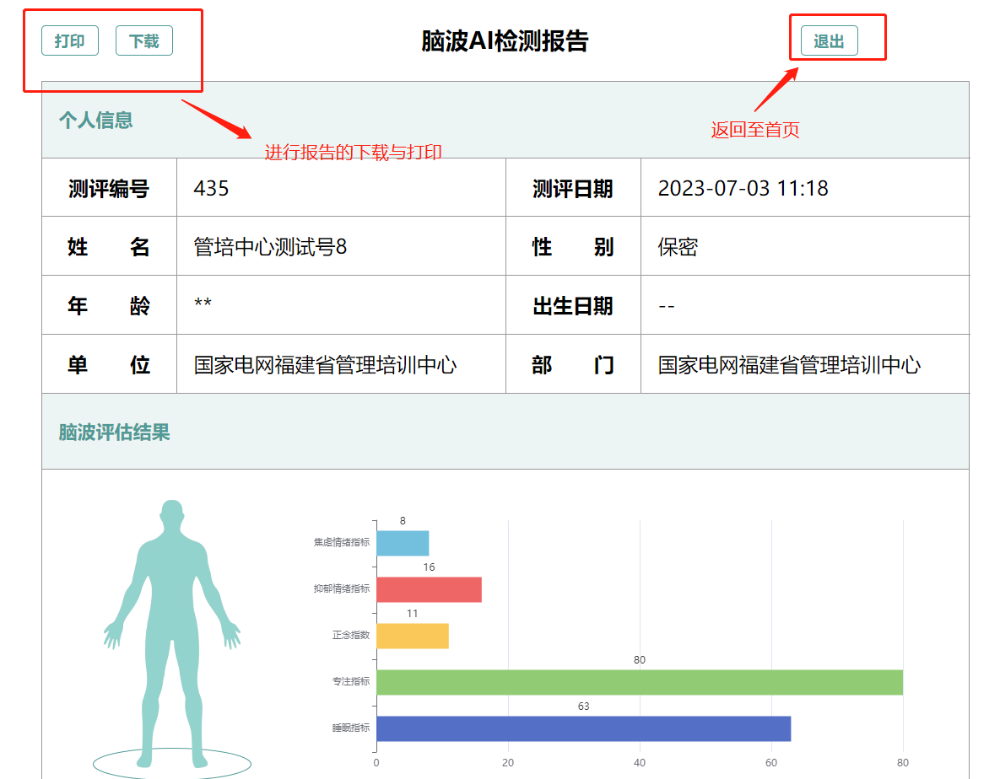 打印 下载 脑波AI检测报告 退出
个人信息
返回至首页
进行报告的下载与打印
测评编号 435 测评日期 2023-07-03 11:18
姓 名 管培中心测试号8 性 别 保密
年 龄 ** 出生日期 --
单 位 国家电网福建省管理培训中心 部 门 国家电网福建省管理培训中心
脑波评估结果
8
焦虑情绪指标
16
抑郁情绪指标
11
正念指数
80
专注指标
63
睡眠指标
0 20 40 60 80